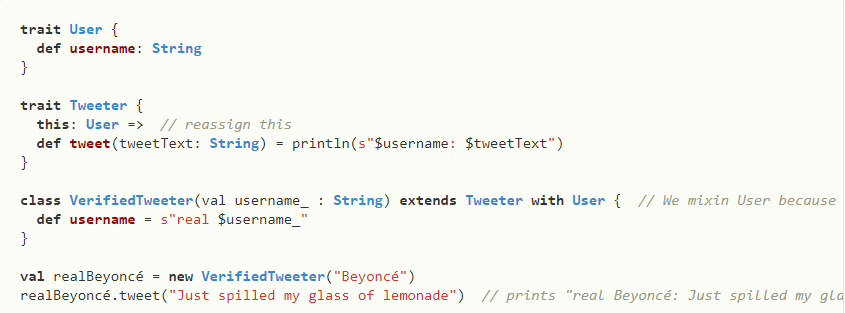 trait User {
  def username: String
}

trait Tweeter {
  this: User =>  // reassign this
  def tweet(tweetText: String) = println(s"$username: $tweetText")
}

class VerifiedTweeter(val username_ : String) extends Tweeter with User {  // We mixin User because
  def username = s"real $username_"
}

val realBeyoncé = new VerifiedTweeter("Beyoncé")
realBeyoncé.tweet("Just spilled my glass of lemonade")  // prints "real Beyoncé: Just spilled my gla